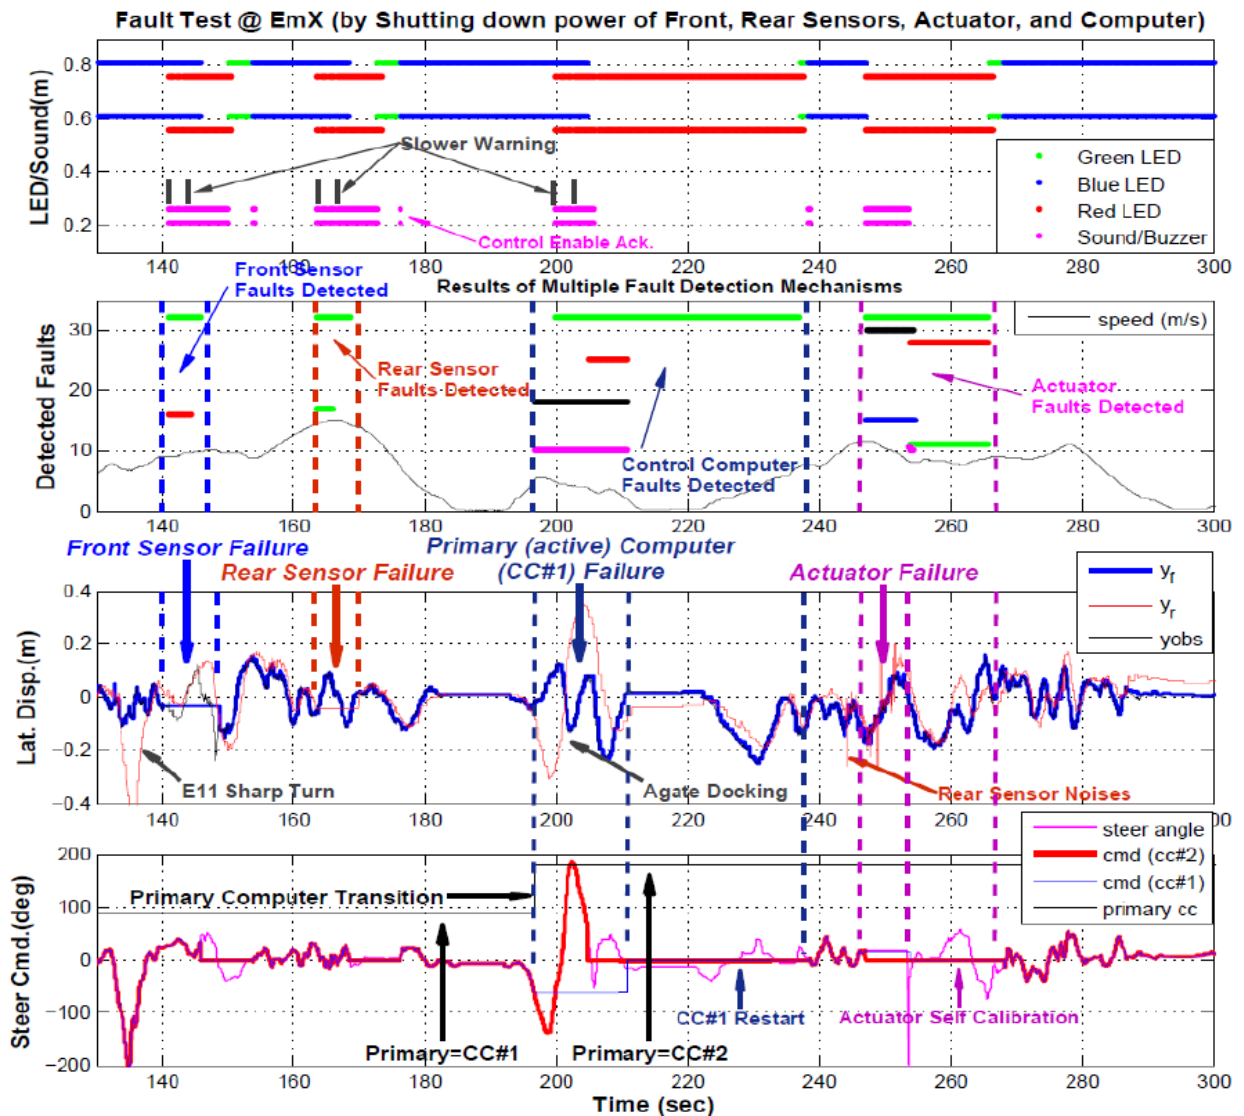 Fault Test @ EmX (by Shutting down power of Front, Rear Sensors, Actuator, and Computer)
LED/Sound(m)
0.8
0.6
0.4
0.2
Slower Warning
Control Enable Ack.
Green LED
Blue LED
Red LED
Sound/Buzzer
140 160 180 200 220 240 260 280 300
Front Sensor
Faults Detected
Results of Multiple Fault Detection Mechanisms
Detected Faults
30
20
10
0
speed (m/s)
Rear Sensor
Faults Detected
Control Computer
Faults Detected
Actuator
Faults Detected
140 160 180 200 220 240 260 280 300
Front Sensor Failure
Rear Sensor Failure
Primary (active) Computer
(CC#1) Failure
Actuator Failure
Lat. Disp.(m)
0.4
0.2
0
-0.2
-0.4
yf
yr
yobs
E11 Sharp Turn
Agate Docking
Rear Sensor Noises
140 160 180 200 220 240 260 280 300
Steer Cmd.(deg)
200
100
0
-100
-200
steer angle
cmd (cc#2)
cmd (cc#1)
primary cc
Primary Computer Transition
CC#1 Restart
Actuator Self Calibration
Primary=CC#1
Primary=CC#2
140 160 180 200 220 240 260 280 300
Time (sec)